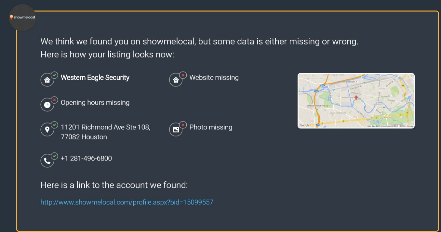 showmelocal
We think we found you on showmelocal, but some data is either missing or wrong.
Here is how your listing looks now:
Western Eagle Security
Website missing
Opening hours missing
11201 Richmond Ave Ste 108,
77082 Houston
Photo missing
+1 281-496-6800
Here is a link to the account we found:
http://www.showmelocal.com/profile.aspx?bid=15099557